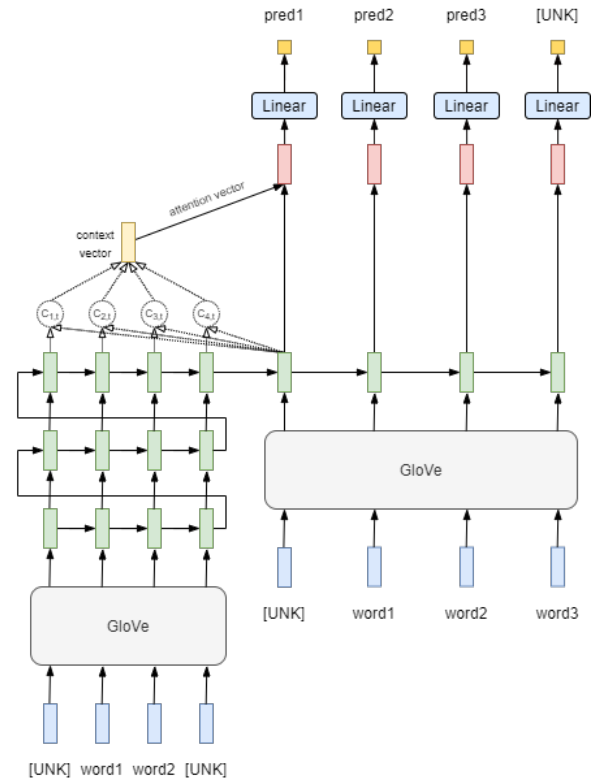 pred1 pred2 pred3 [UNK]
Linear Linear Linear Linear
attention vector
context
vector
C1,t C2,t C3,t C4,t
GloVe
GloVe
[UNK] word1 word2 word3
[UNK] word1 word2 [UNK]